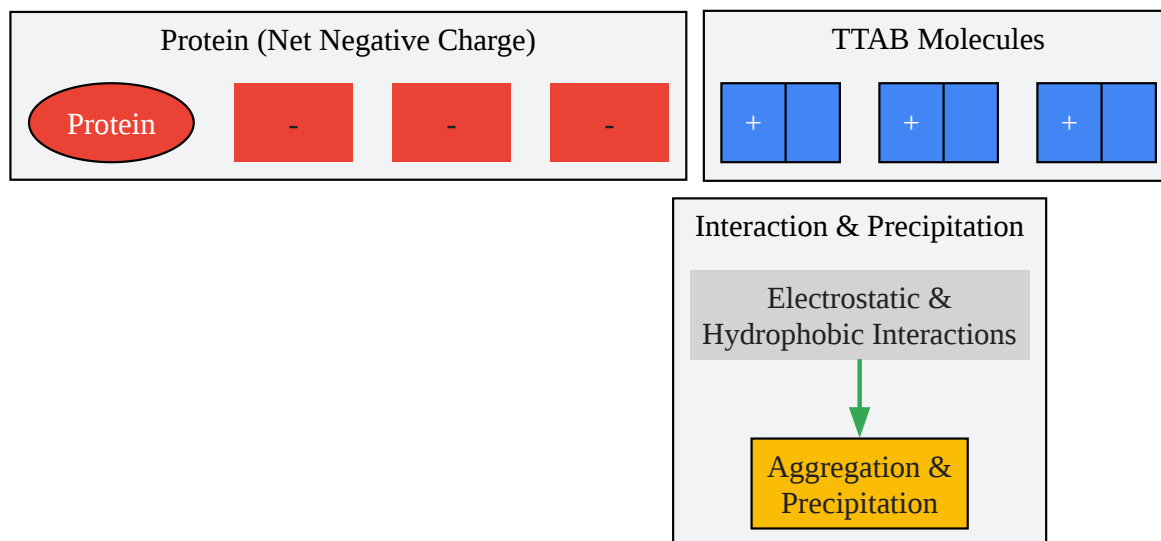 Protein (Net Negative Charge)
Protein
-
-
-
TTAB Molecules
+
+
+
Interaction & Precipitation
Electrostatic &
Hydrophobic Interactions
Aggregation &
Precipitation